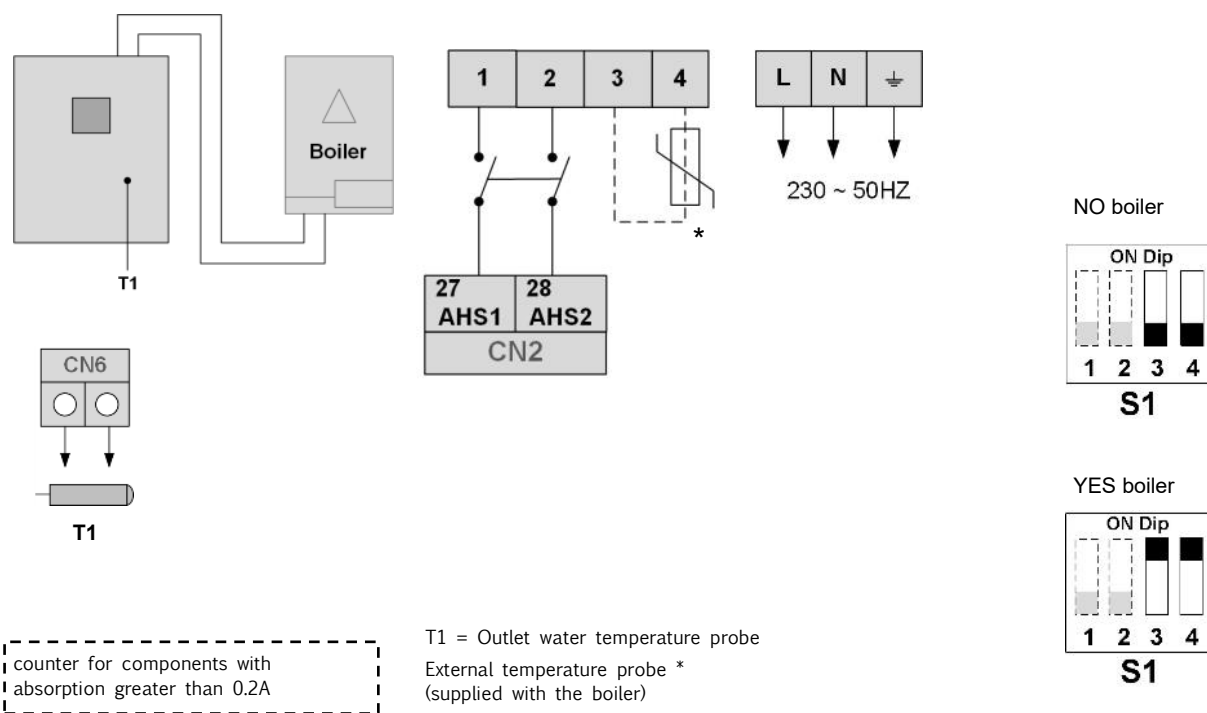 Boiler
T1
CN6
T1
1 2 3 4
*
27 28
AHS1 AHS2
CN2
L N
230 ~ 50HZ
NO boiler
ON Dip
1 2 3 4
S1
YES boiler
ON Dip
1 2 3 4
S1
counter for components with
absorption greater than 0.2A
T1 = Outlet water temperature probe
External temperature probe *
(supplied with the boiler)